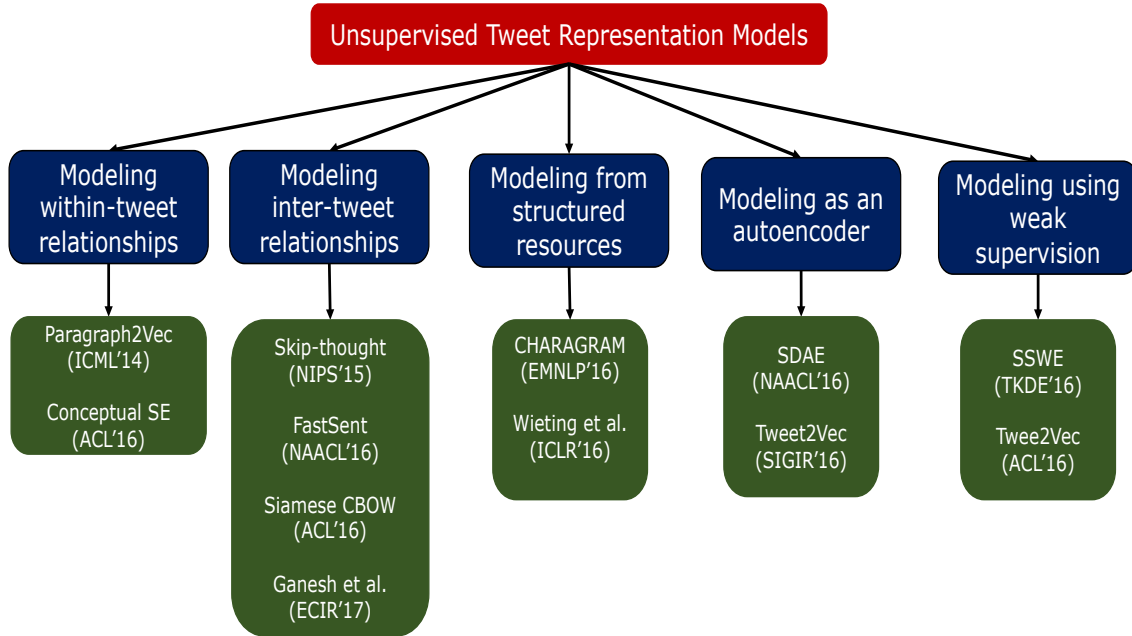 Unsupervised Tweet Representation Models
Modeling
within-tweet
relationships
Modeling
inter-tweet
relationships
Modeling from
structured
resources
Modeling as an
autoencoder
Modeling using
weak
supervision
Paragraph2Vec
(ICML’14)
Conceptual SE
(ACL’16)
Skip-thought
(NIPS’15)
FastSent
(NAACL’16)
Siamese CBOW
(ACL’16)
Ganesh et al.
(ECIR’17)
CHARAGRAM
(EMNLP’16)
Wieting et al.
(ICLR’16)
SDAE
(NAACL’16)
Tweet2Vec
(SIGIR’16)
SSWE
(TKDE’16)
Twee2Vec
(ACL’16)